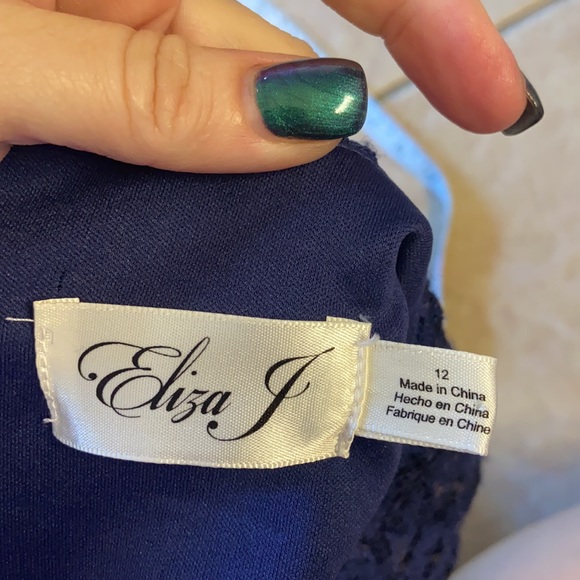 Eliza J
12
Made in China
Hecho en China
Fabrique en Chine